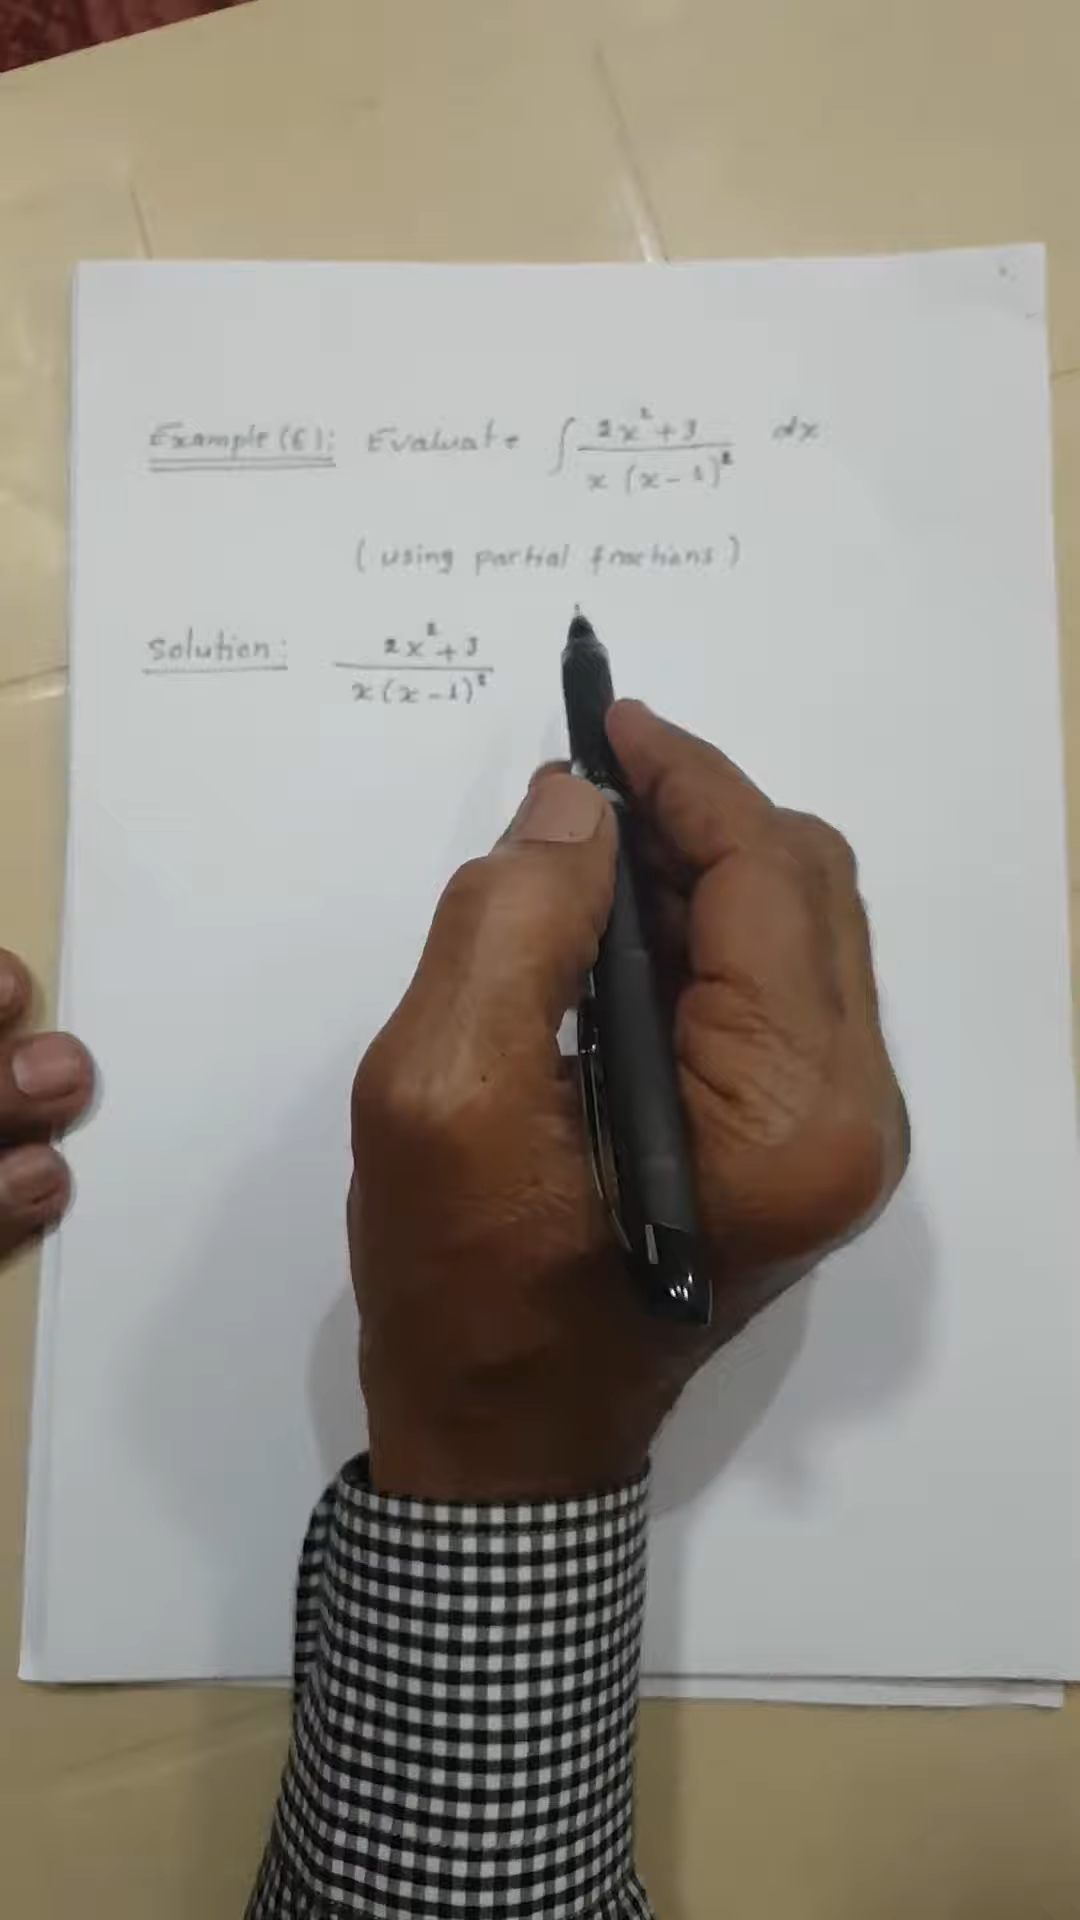 Example (6): Evaluate ∫ (2x²+3)/(x (x-1)²) dx
(using partial fractions)
Solution: (2x²+3)/(x(x-1)²)